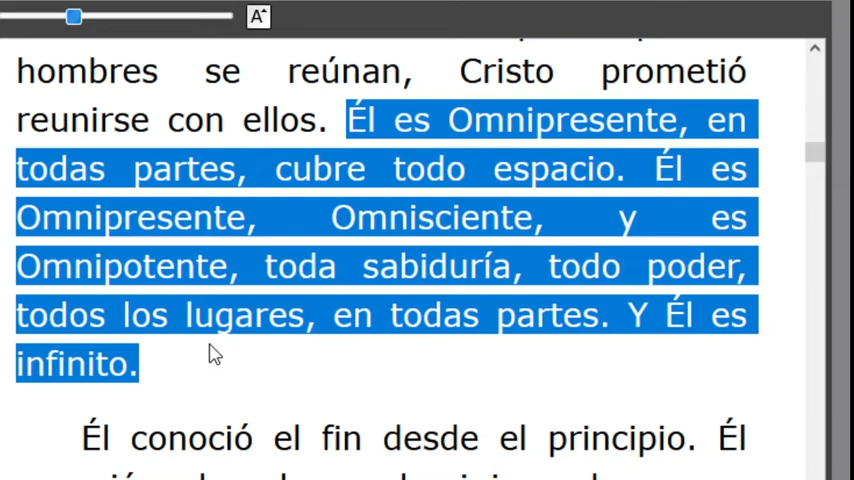 A
hombres se reúnan, Cristo prometió
reunirse con ellos. Él es Omnipresente, en
todas partes, cubre todo espacio. Él es
Omnipresente, Omnisciente, y es
Omnipotente, toda sabiduría, todo poder,
todos los lugares, en todas partes. Y Él es
infinito.
Él conoció el fin desde el principio. Él